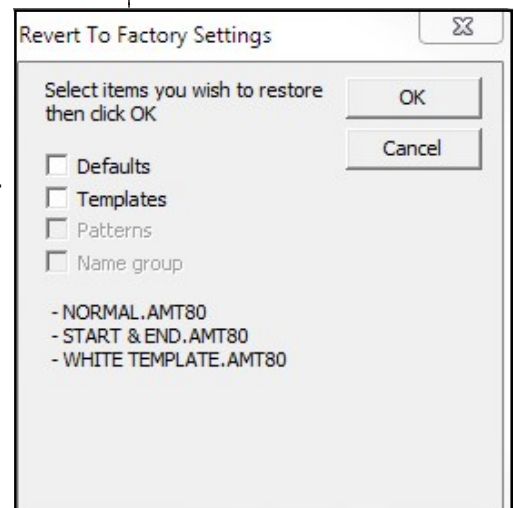 Revert To Factory Settings
Select items you wish to restore
then click OK
OK
Cancel
Defaults
Templates
Patterns
Name group
- NORMAL.AMT80
- START & END.AMT80
- WHITE TEMPLATE.AMT80